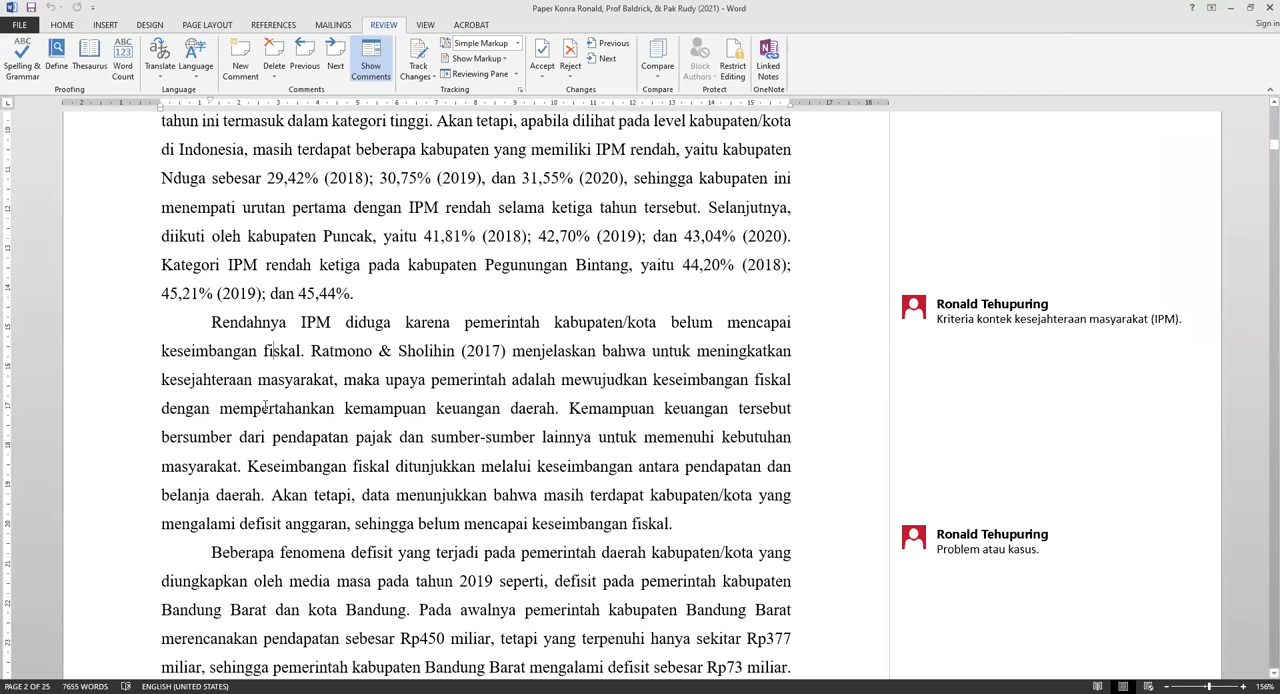 Paper Konra Ronald, Prof Baldrick, & Pak Rudy (2021) - Word
Sign in
FILE HOME INSERT DESIGN PAGE LAYOUT REFERENCES MAILINGS REVIEW VIEW ACROBAT
Spelling & Grammar
Define
Thesaurus
Word Count
Proofing
Translate
Language
Language
New Comment
Delete
Previous
Next
Show Comments
Comments
Track Changes
Simple Markup
Show Markup
Reviewing Pane
Tracking
Accept
Reject
Previous
Next
Changes
Compare
Compare
Block Authors
Restrict Editing
Protect
Linked Notes
OneNote
tahun ini termasuk dalam kategori tinggi. Akan tetapi, apabila dilihat pada level kabupaten/kota
di Indonesia, masih terdapat beberapa kabupaten yang memiliki IPM rendah, yaitu kabupaten
Nduga sebesar 29,42% (2018); 30,75% (2019), dan 31,55% (2020), sehingga kabupaten ini
menempati urutan pertama dengan IPM rendah selama ketiga tahun tersebut. Selanjutnya,
diikuti oleh kabupaten Puncak, yaitu 41,81% (2018); 42,70% (2019); dan 43,04% (2020).
Kategori IPM rendah ketiga pada kabupaten Pegunungan Bintang, yaitu 44,20% (2018);
45,21% (2019); dan 45,44%.
Rendahnya IPM diduga karena pemerintah kabupaten/kota belum mencapai
keseimbangan fiskal. Ratmono & Sholihin (2017) menjelaskan bahwa untuk meningkatkan
kesejahteraan masyarakat, maka upaya pemerintah adalah mewujudkan keseimbangan fiskal
dengan mempertahankan kemampuan keuangan daerah. Kemampuan keuangan tersebut
bersumber dari pendapatan pajak dan sumber-sumber lainnya untuk memenuhi kebutuhan
masyarakat. Keseimbangan fiskal ditunjukkan melalui keseimbangan antara pendapatan dan
belanja daerah. Akan tetapi, data menunjukkan bahwa masih terdapat kabupaten/kota yang
mengalami defisit anggaran, sehingga belum mencapai keseimbangan fiskal.
Beberapa fenomena defisit yang terjadi pada pemerintah daerah kabupaten/kota yang
diungkapkan oleh media masa pada tahun 2019 seperti, defisit pada pemerintah kabupaten
Bandung Barat dan kota Bandung. Pada awalnya pemerintah kabupaten Bandung Barat
merencanakan pendapatan sebesar Rp450 miliar, tetapi yang terpenuhi hanya sekitar Rp377
miliar, sehingga pemerintah kabupaten Bandung Barat mengalami defisit sebesar Rp73 miliar.
Ronald Tehupuring
Kriteria kontek kesejahteraan masyarakat (IPM).
Ronald Tehupuring
Problem atau kasus.
PAGE 2 OF 25 7655 WORDS ENGLISH (UNITED STATES) 156%